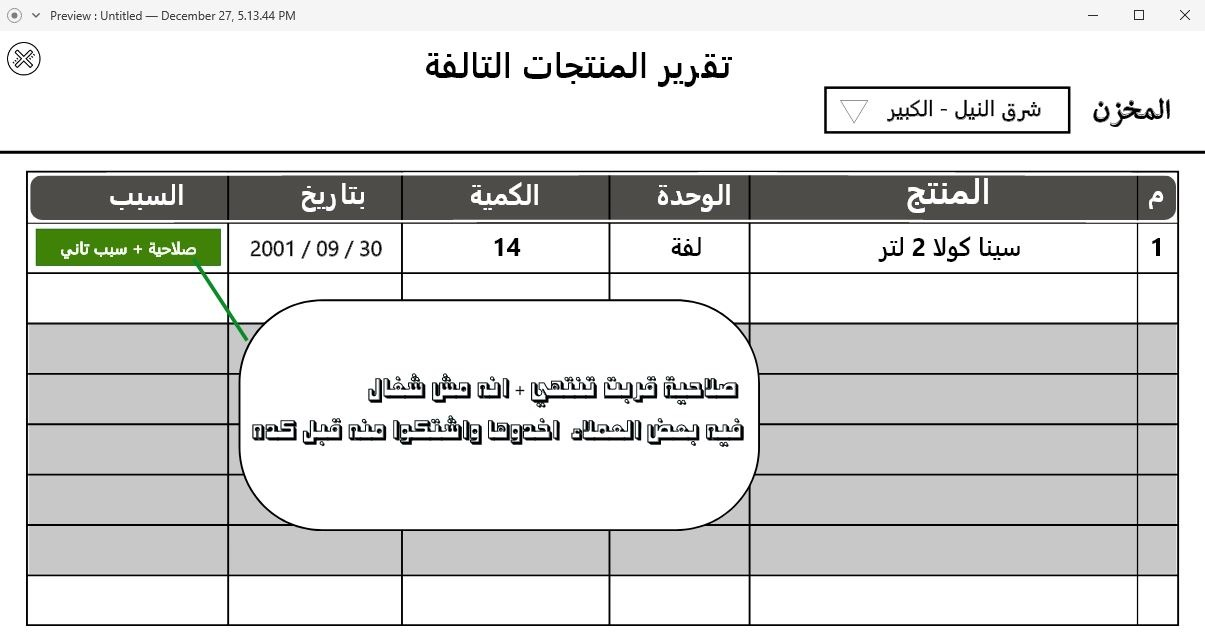 Preview : Untitled — December 27, 5.13.44 PM
تقرير المنتجات التالفة
المخزن
شرق النيل - الكبير
م المنتج الوحدة الكمية بتاريخ السبب
1 سينا كولا 2 لتر لفة 14 30 / 09 / 2001 صلاحية + سبب تاني
صلاحية قربت تنتهي + انه مش شغال
فيه بعض العملاء اخدوها واشتكوا منه قبل كده